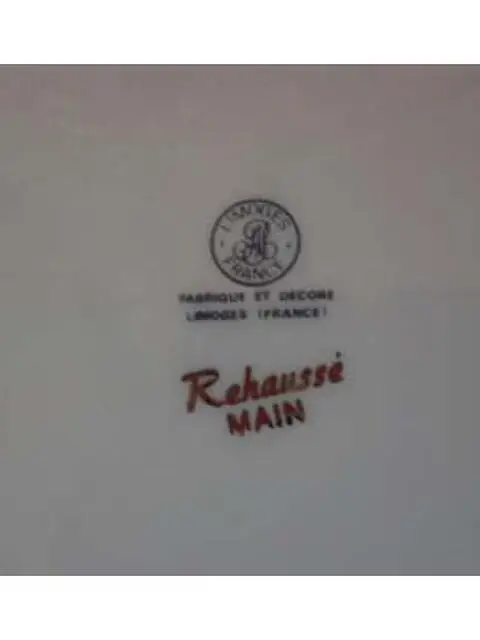 LIMOGES
FRANCE
FABRIQUE ET DECORE
LIMOGES (FRANCE)
Rehaussé
MAIN